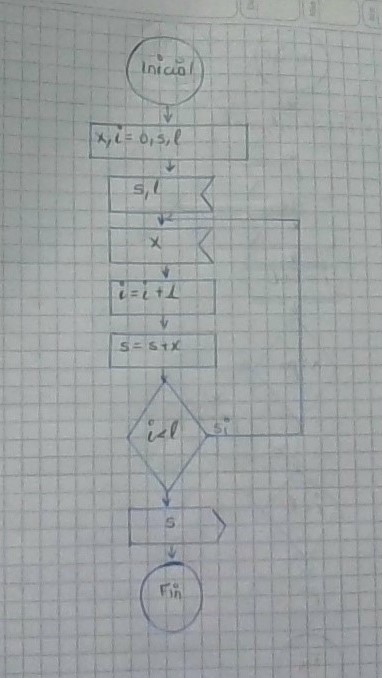 Inicial
x, i = 0, s, l
s, l
x
i = i + 1
s = s + x
i < l
si
s
Fin